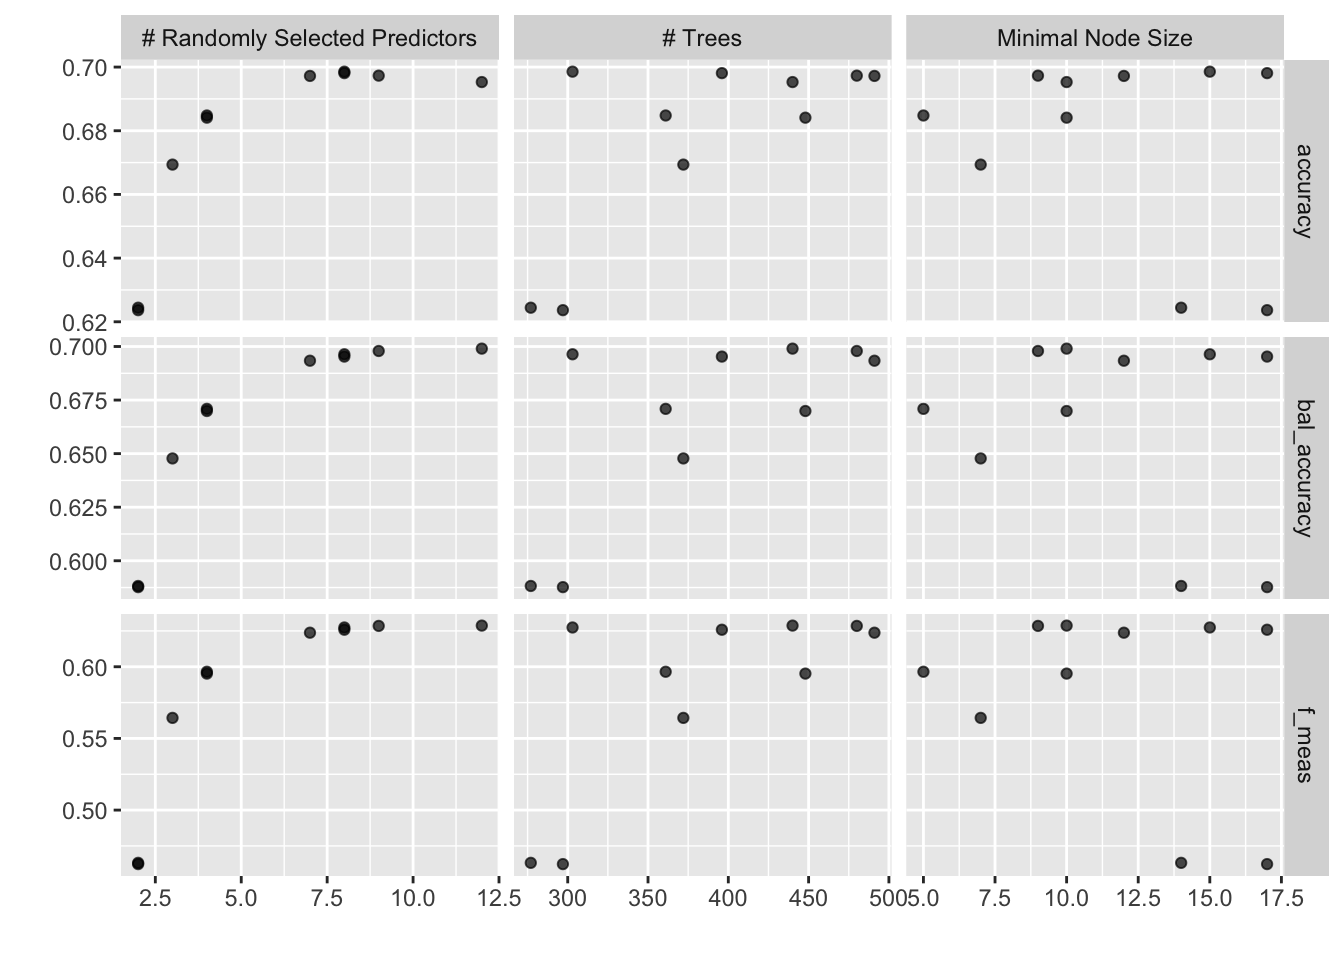 # Randomly Selected Predictors
# Trees
Minimal Node Size
0.70
0.68
0.66
0.64
0.62
accuracy
0.700
0.675
0.650
0.625
0.600
bal_accuracy
0.60
0.55
0.50
f_meas
2.5 5.0 7.5 10.0 12.5
300 350 400 450 500
5.0 7.5 10.0 12.5 15.0 17.5